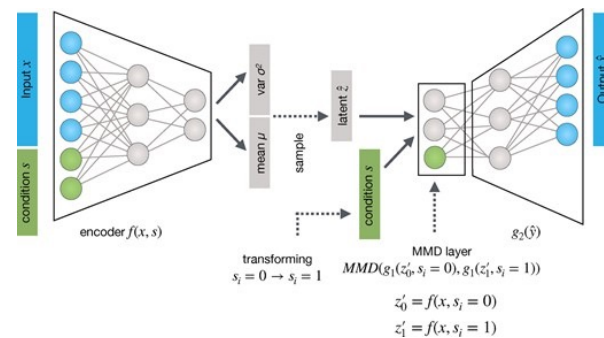 Input x
condition s
encoder f(x, s)
var σ²
mean μ
sample
latent ẑ
condition s
transforming
sᵢ = 0 → sᵢ = 1
MMD layer
MMD(g₁(z′₀, sᵢ = 0), g₁(z′₁, sᵢ = 1))
z′₀ = f(x, sᵢ = 0)
z′₁ = f(x, sᵢ = 1)
g₂(ŷ)
Output x̂